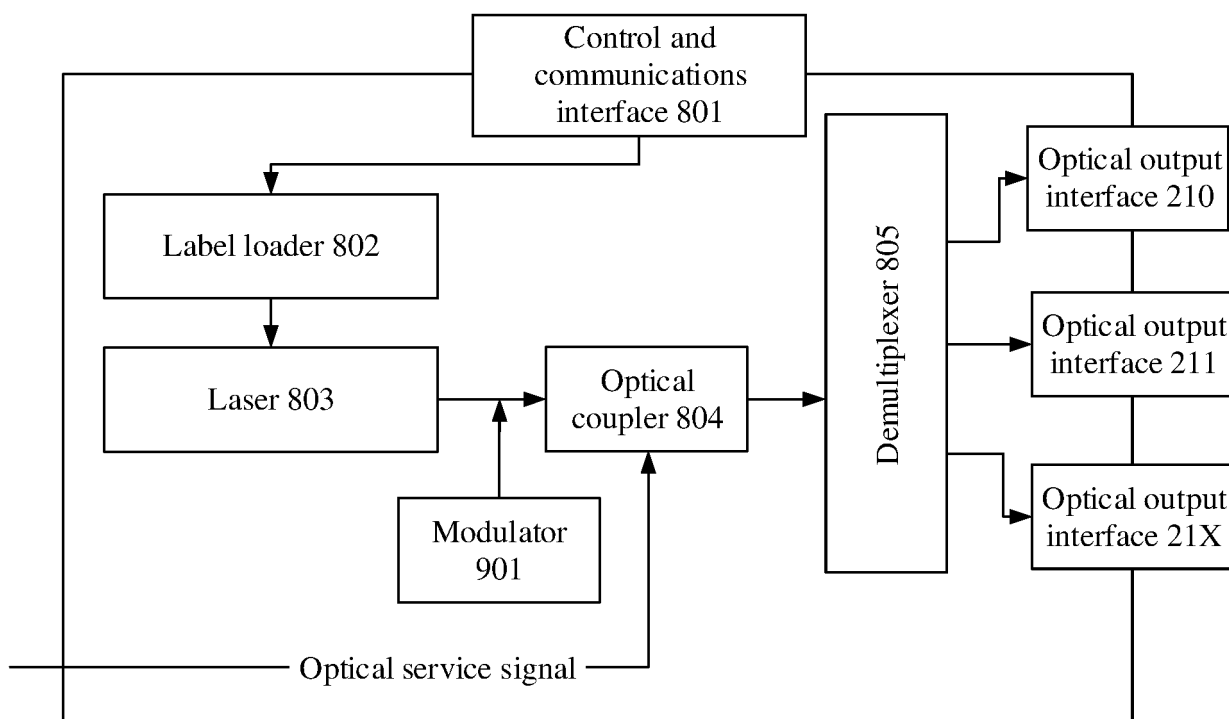 Control and
communications
interface 801
Optical output
interface 210
Label loader 802
Demultiplexer 805
Optical output
interface 211
Laser 803
Optical
coupler 804
Optical output
interface 21X
Modulator
901
Optical service signal